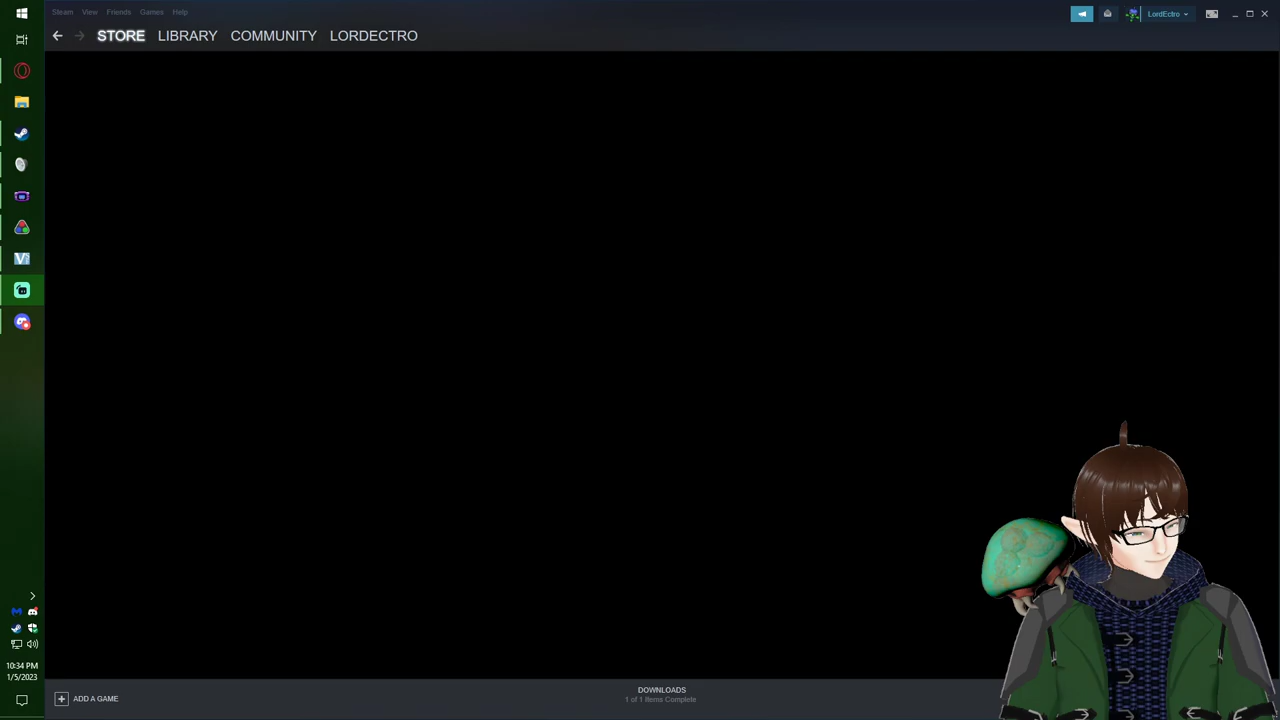 Steam View Friends Games Help
LordEctro
STORE LIBRARY COMMUNITY LORDECTRO
10:34 PM
1/5/2023
ADD A GAME
DOWNLOADS
1 of 1 Items Complete